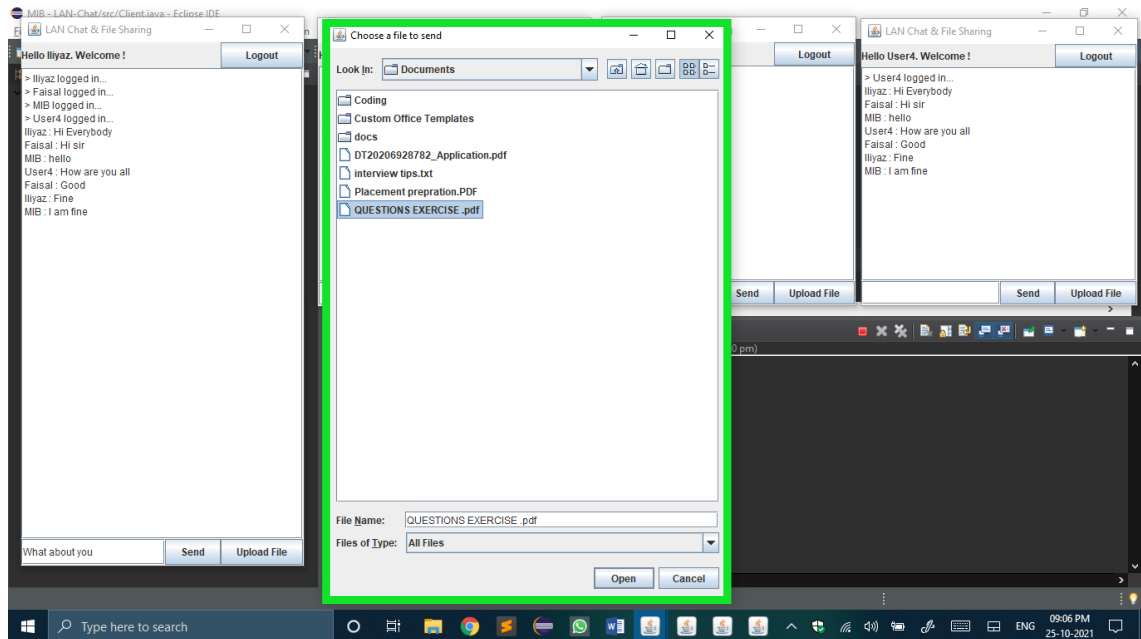 MIB - LAN-Chat/src/Client.java - Eclipse IDE
LAN Chat & File Sharing
Hello Iliyaz. Welcome !
Logout
> Iliyaz logged in...
> Faisal logged in...
> MIB logged in...
> User4 logged in...
Iliyaz : Hi Everybody
Faisal : Hi sir
MIB : hello
User4 : How are you all
Faisal : Good
Iliyaz : Fine
MIB : I am fine
What about you
Send
Upload File
Choose a file to send
Look In:
Documents
Coding
Custom Office Templates
docs
DT20206928782_Application.pdf
interview tips.txt
Placement prepration.PDF
QUESTIONS EXERCISE .pdf
File Name:
QUESTIONS EXERCISE .pdf
Files of Type:
All Files
Open
Cancel
Logout
Send
Upload File
LAN Chat & File Sharing
Hello User4. Welcome !
Logout
> User4 logged in...
Iliyaz : Hi Everybody
Faisal : Hi sir
MIB : hello
User4 : How are you all
Faisal : Good
Iliyaz : Fine
MIB : I am fine
Send
Upload File
0 pm)
Type here to search
ENG
09:06 PM
25-10-2021